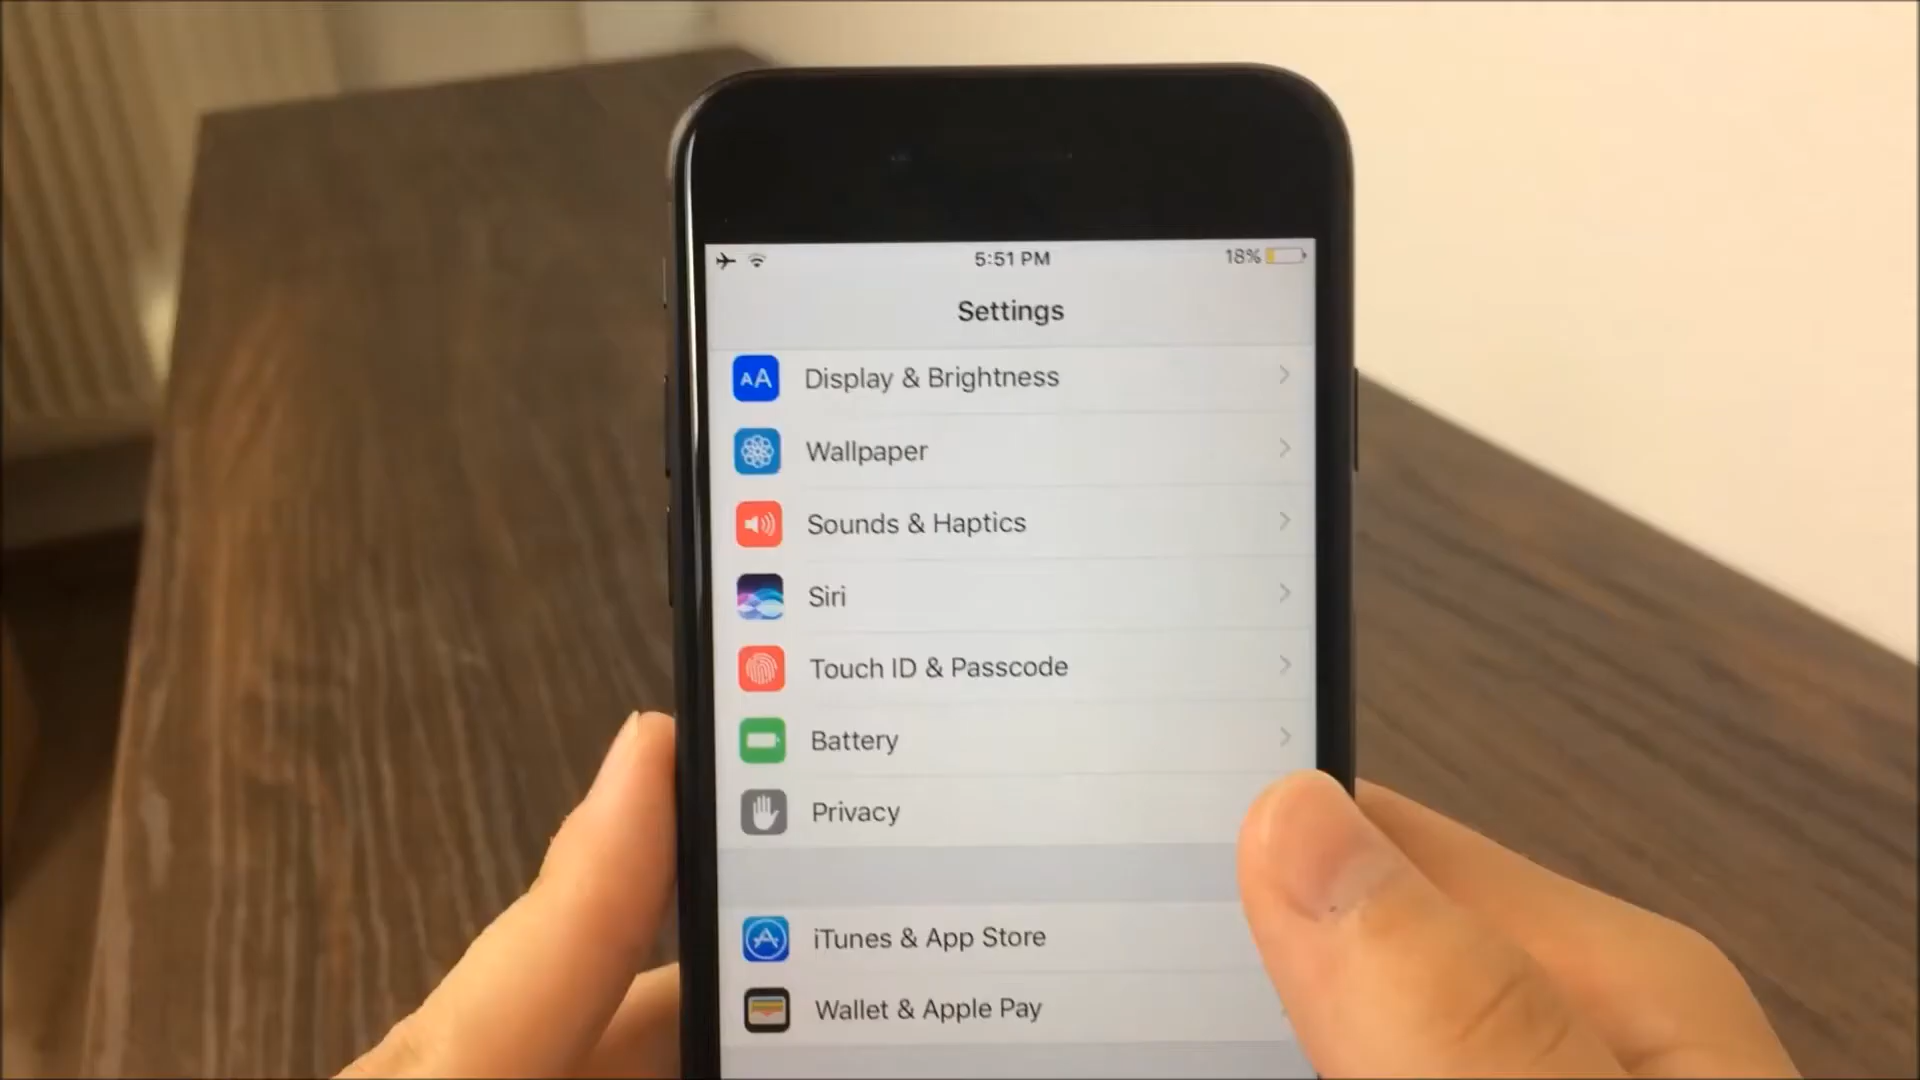 5:51 PM 18%
Settings
AA Display & Brightness
Wallpaper
Sounds & Haptics
Siri
Touch ID & Passcode
Battery
Privacy
iTunes & App Store
Wallet & Apple Pay